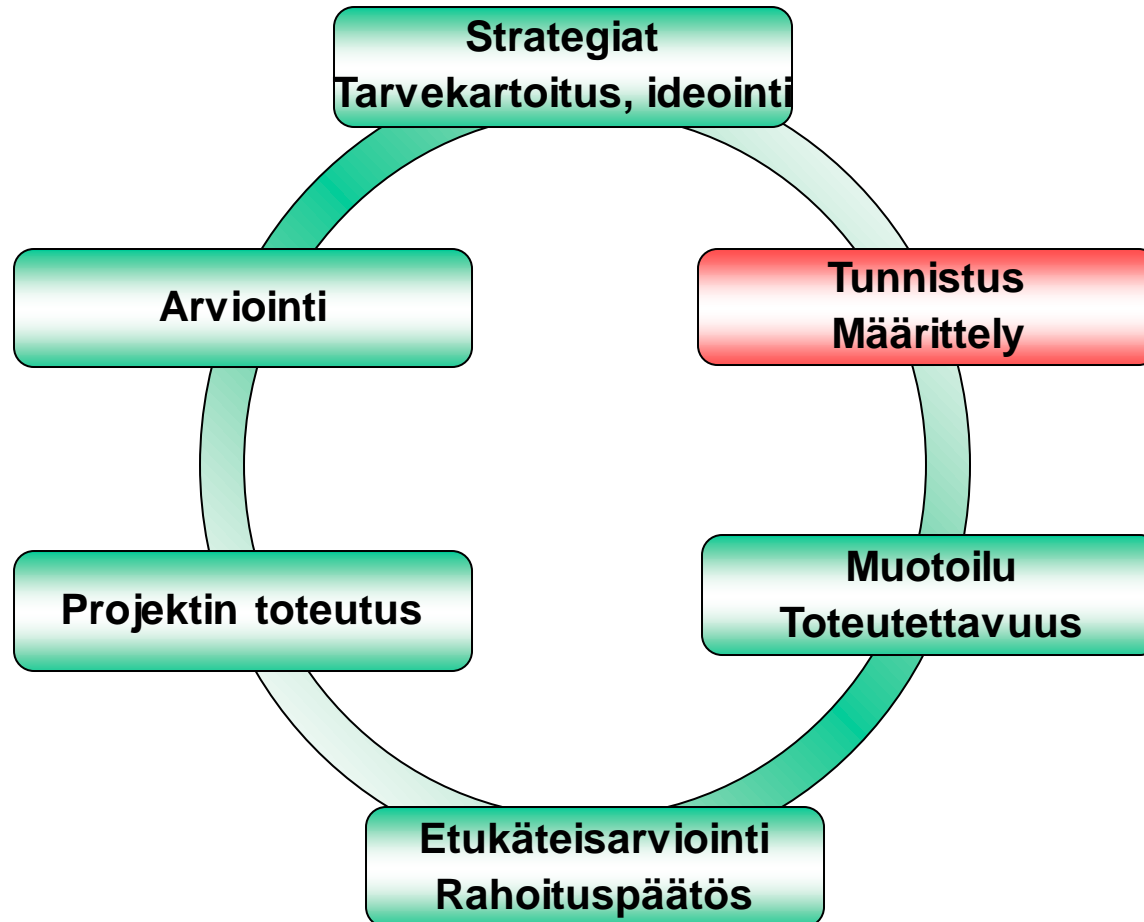 Strategiat
Tarvekartoitus, ideointi
Tunnistus
Määrittely
Muotoilu
Toteutettavuus
Etukäteisarviointi
Rahoituspäätös
Projektin toteutus
Arviointi